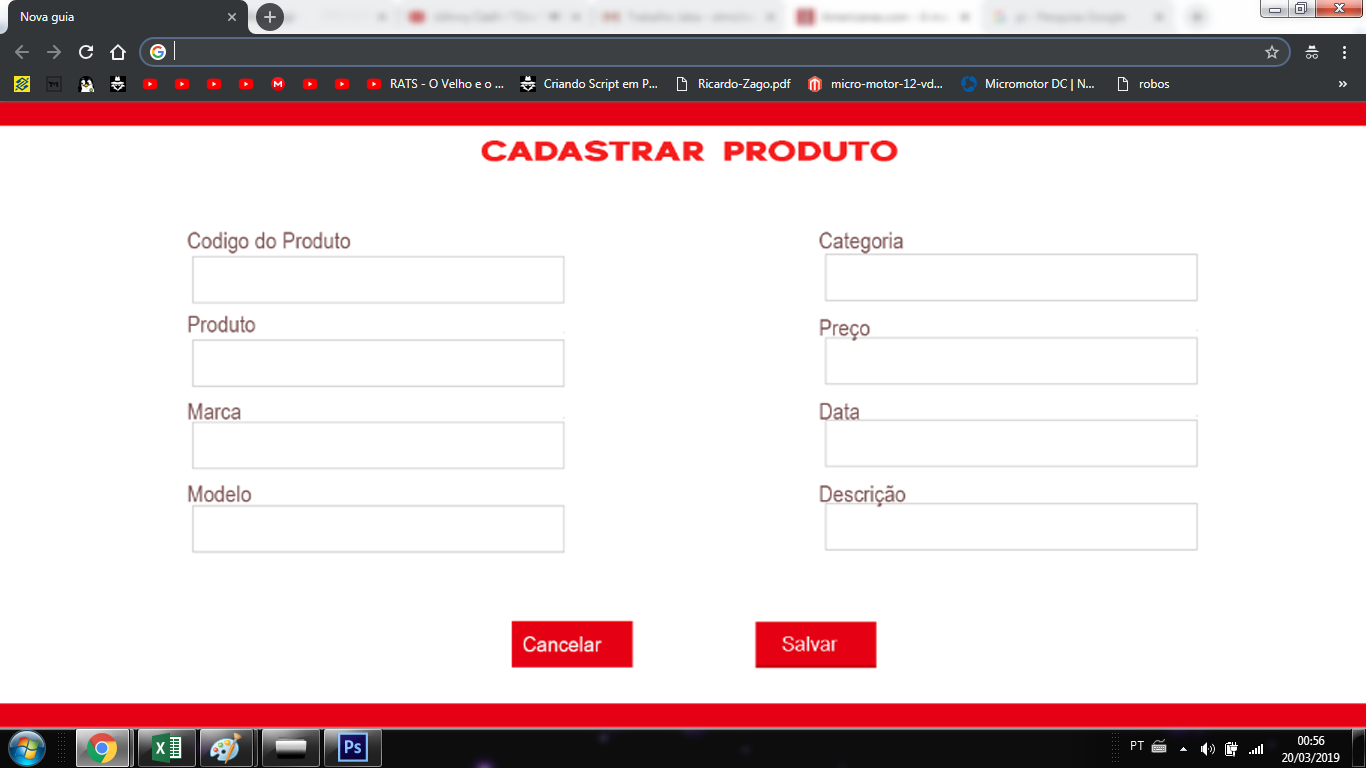 Nova guia
RATS - O Velho e o ...
Criando Script em P...
Ricardo-Zago.pdf
micro-motor-12-vd...
Micromotor DC | N...
robos
»
CADASTRAR PRODUTO
Codigo do Produto
Categoria
Produto
Preço
Marca
Data
Modelo
Descrição
Cancelar
Salvar
Ps
PT
00:56
20/03/2019